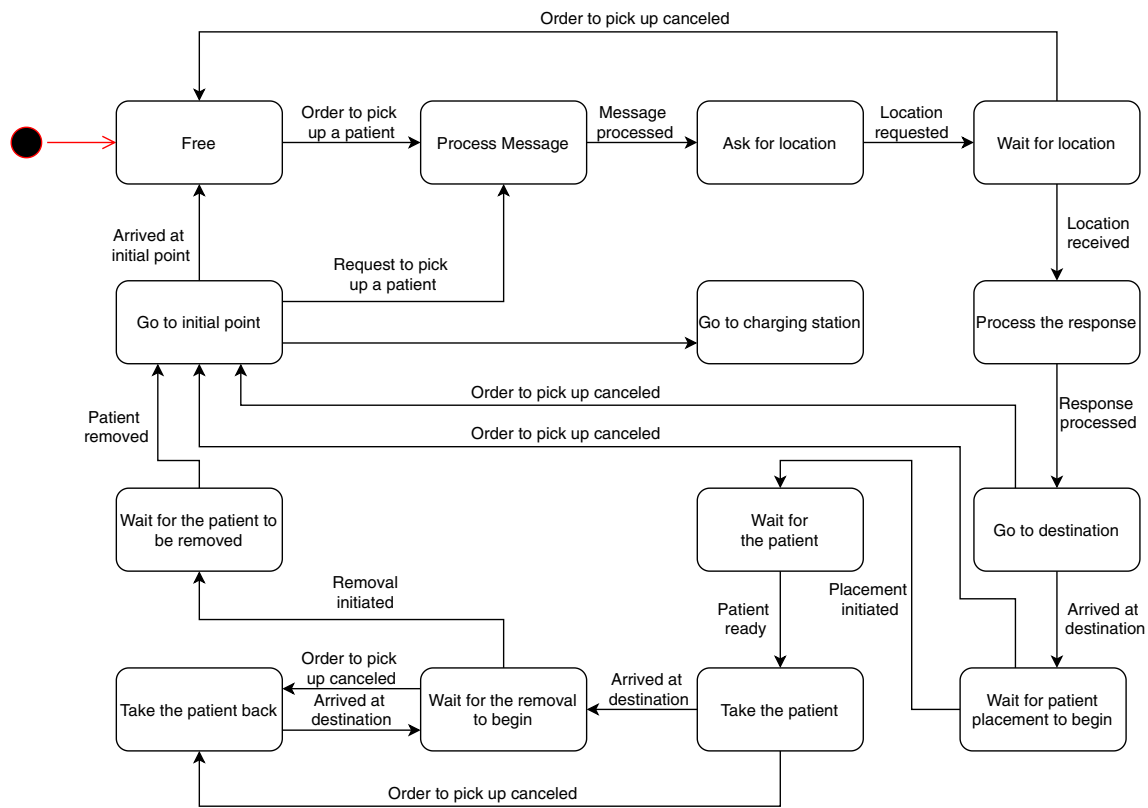 Order to pick up canceled
Free
Order to pick
up a patient
Process Message
Message
processed
Ask for location
Location
requested
Wait for location
Arrived at
initial point
Request to pick
up a patient
Location
received
Go to initial point
Go to charging station
Process the response
Patient
removed
Order to pick up canceled
Order to pick up canceled
Response
processed
Wait for the patient to
be removed
Wait for
the patient
Go to destination
Removal
initiated
Patient
ready
Placement
initiated
Arrived at
destination
Take the patient back
Order to pick
up canceled
Arrived at
destination
Wait for the removal
to begin
Arrived at
destination
Take the patient
Wait for patient
placement to begin
Order to pick up canceled